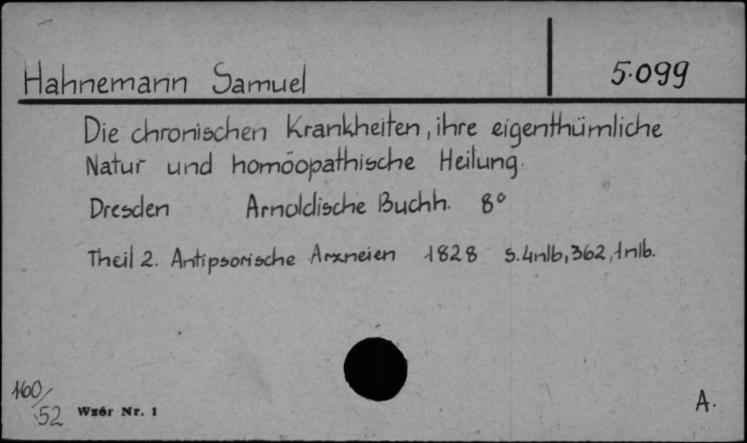 Hahnemann Samuel 5.099
Die chronischen Krankheiten, ihre eigenthümliche
Natur und homöopathische Heilung.
Dresden Arnoldische Buchh. 8°
Theil 2. Antipsorische Arzneien 1828 S. 4nlb, 362, 1nlb.
160/52 Wzór Nr. 1
A.